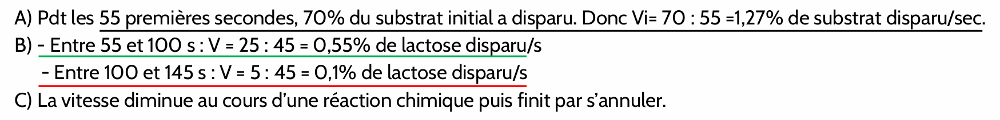 A) Pdt les 55 premières secondes, 70% du substrat initial a disparu. Donc Vi= 70 : 55 =1,27% de substrat disparu/sec.
B) - Entre 55 et 100 s : V = 25 : 45 = 0,55% de lactose disparu/s
- Entre 100 et 145 s : V = 5 : 45 = 0,1% de lactose disparu/s
C) La vitesse diminue au cours d'une réaction chimique puis finit par s'annuler.